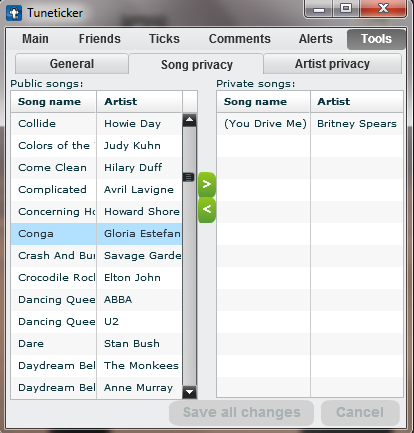 Tuneticker
Main Friends Ticks Comments Alerts Tools
General Song privacy Artist privacy
Public songs:
Song name Artist
Collide Howie Day
Colors of the Judy Kuhn
Come Clean Hilary Duff
Complicated Avril Lavigne
Concerning Ho Howard Shore
Conga Gloria Estefan
Crash And Bur Savage Garde
Crocodile Rock Elton John
Dancing Quee ABBA
Dancing Quee U2
Dare Stan Bush
Daydream Bel The Monkees
Daydream Bel Anne Murray
>
<
Private songs:
Song name Artist
(You Drive Me) Britney Spears
Save all changes Cancel